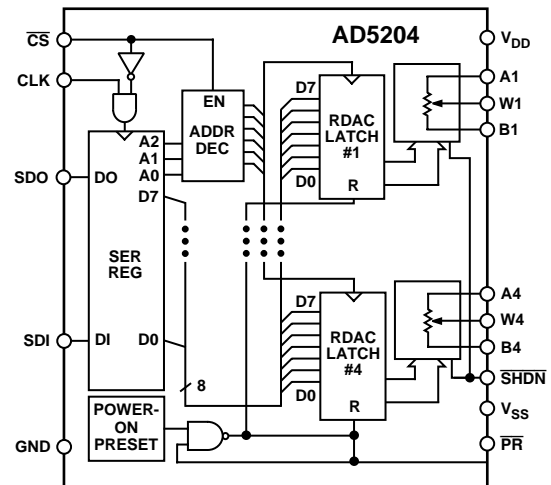 AD5204
CS
CLK
SDO
SDI
GND
EN
ADDR
DEC
A2
A1
A0
DO
D7
SER
REG
DI
D0
8
POWER-
ON
PRESET
D7
RDAC
LATCH
#1
D0
R
D7
RDAC
LATCH
#4
D0
R
VDD
A1
W1
B1
A4
W4
B4
SHDN
VSS
PR